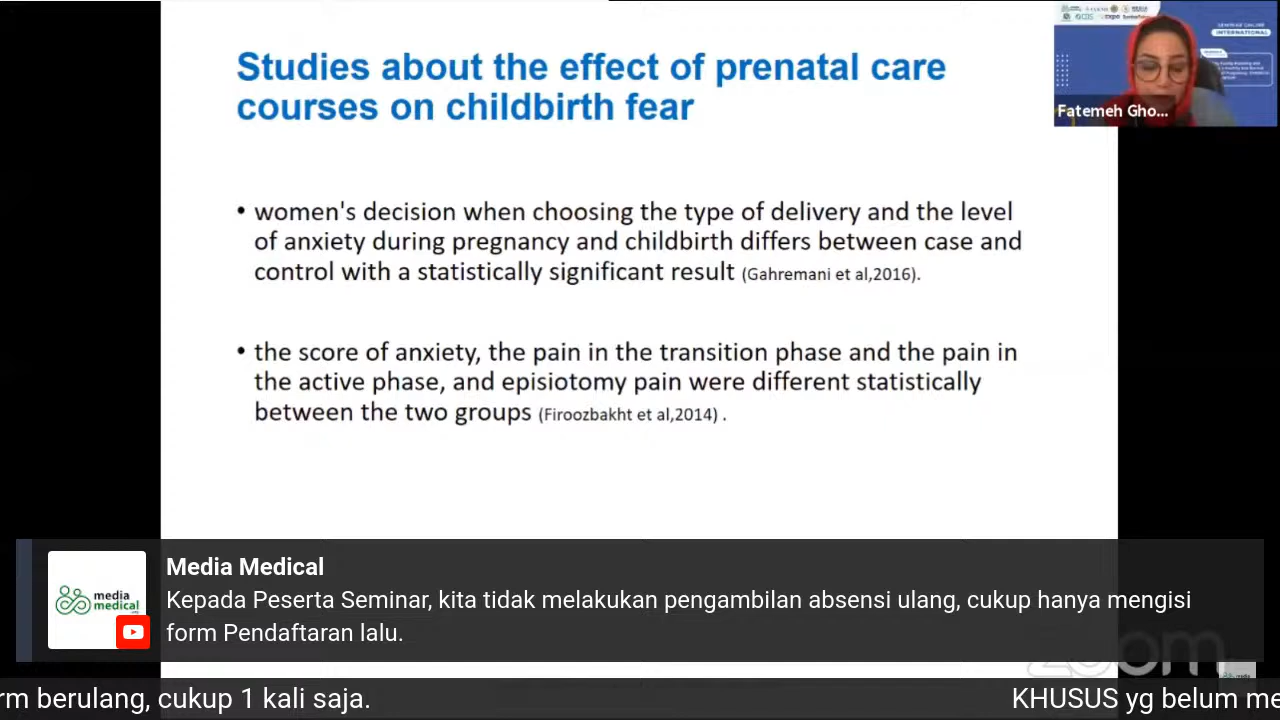 Studies about the effect of prenatal care
courses on childbirth fear
• women's decision when choosing the type of delivery and the level
of anxiety during pregnancy and childbirth differs between case and
control with a statistically significant result (Gahremani et al,2016).
• the score of anxiety, the pain in the transition phase and the pain in
the active phase, and episiotomy pain were different statistically
between the two groups (Firoozbakht et al,2014) .
INTERNATIONAL
Fatemeh Gho...
media
medical
Media Medical
Kepada Peserta Seminar, kita tidak melakukan pengambilan absensi ulang, cukup hanya mengisi
form Pendaftaran lalu.
zoom
rm berulang, cukup 1 kali saja.
KHUSUS yg belum me